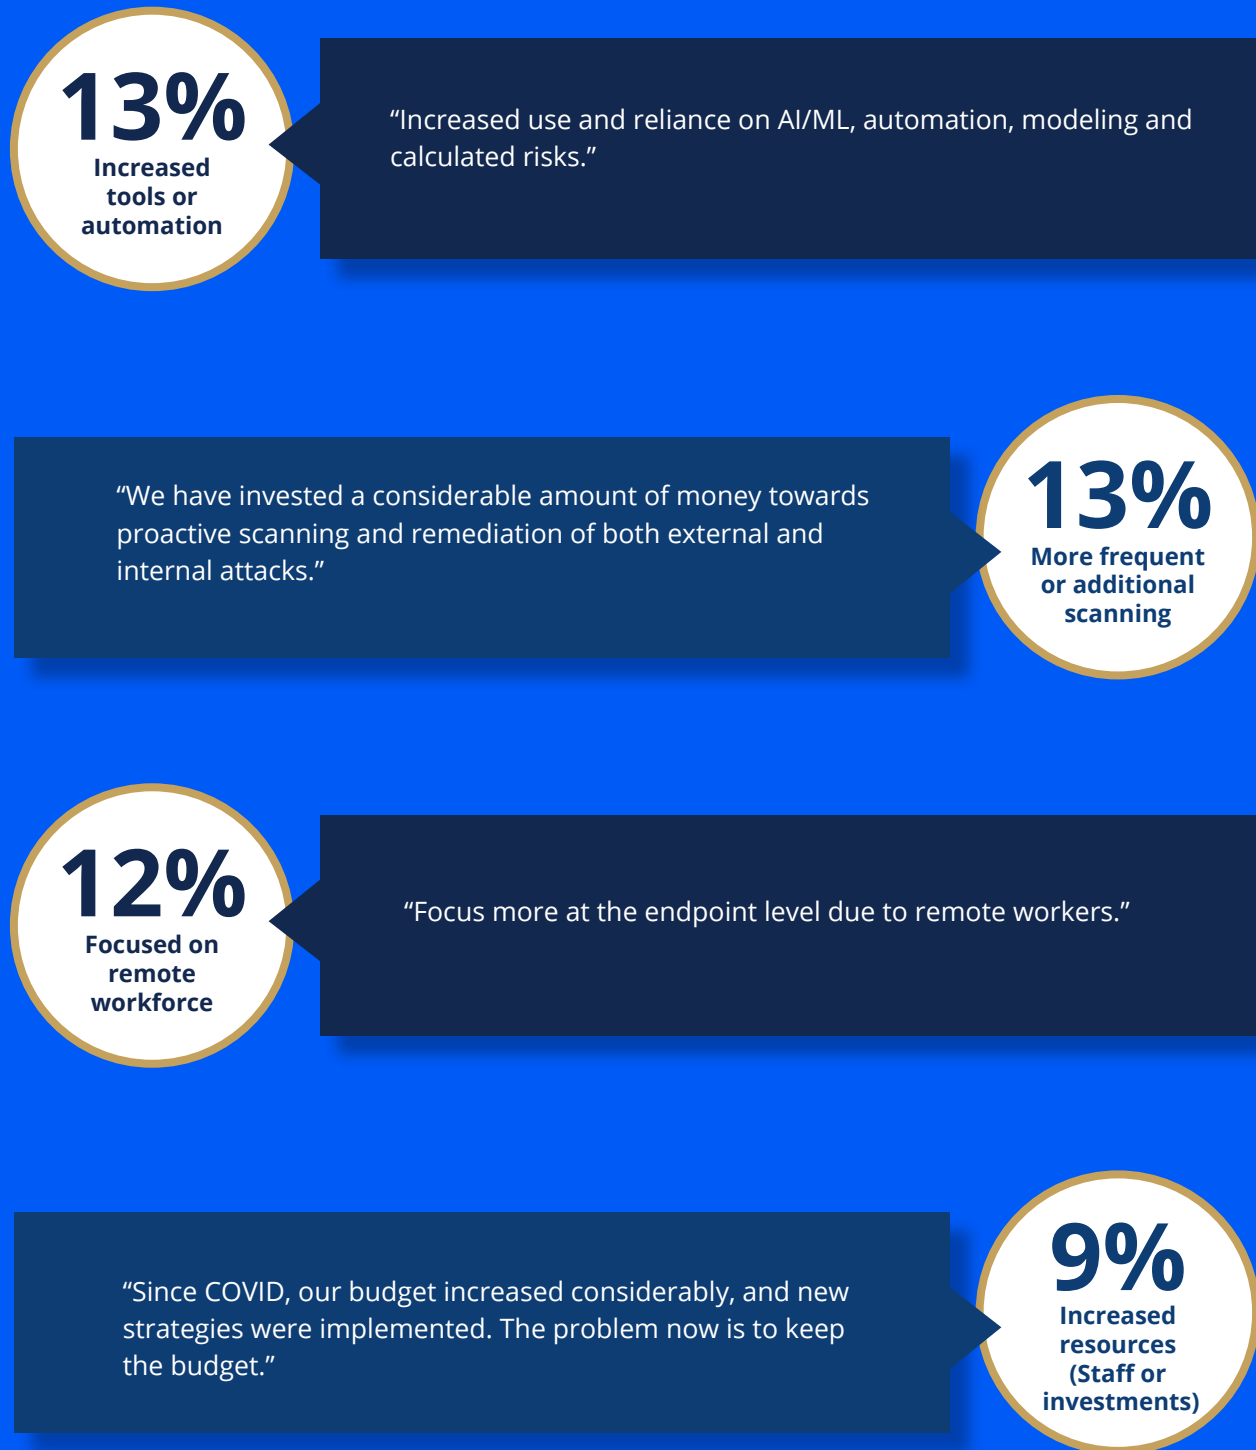 13%
Increased
tools or
automation
“Increased use and reliance on AI/ML, automation, modeling and
calculated risks.”
“We have invested a considerable amount of money towards
proactive scanning and remediation of both external and
internal attacks.”
13%
More frequent
or additional
scanning
12%
Focused on
remote
workforce
“Focus more at the endpoint level due to remote workers.”
“Since COVID, our budget increased considerably, and new
strategies were implemented. The problem now is to keep
the budget.”
9%
Increased
resources
(Staff or
investments)